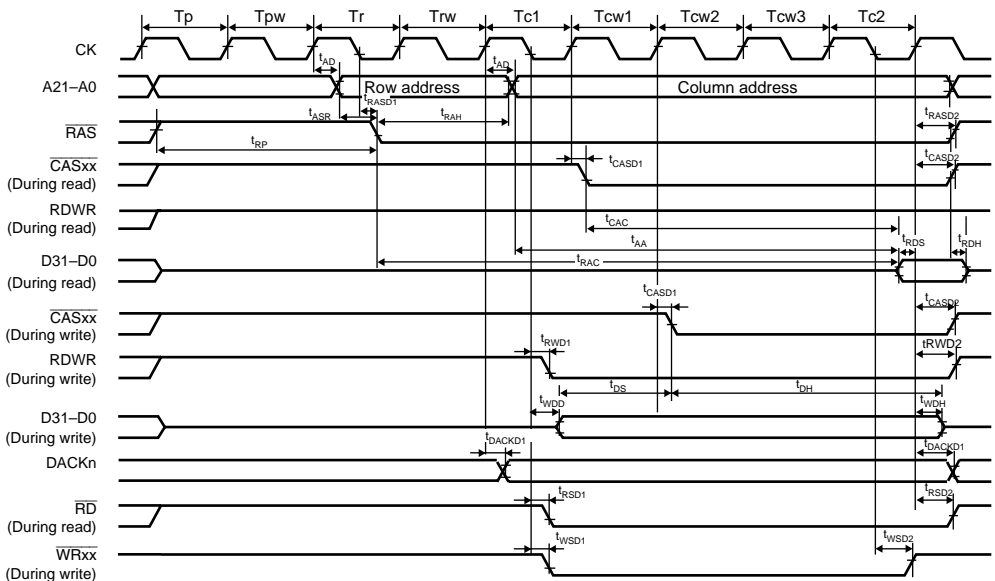 Tp Tpw Tr Trw Tc1 Tcw1 Tcw2 Tcw3 Tc2
CK
tAD tAD
A21–A0 Row address Column address
tRASD1
tASR tRAH tRASD2
RAS
tRP
tCASD1 tCASD2
CASxx
(During read)
RDWR
(During read)
tCAC
tAA tRDS tRDH
D31–D0
(During read)
tRAC
tCASD1 tCASD2
CASxx
(During write)
tRWD1 tRWD2
RDWR
(During write)
tDS tDH
tWDD tWDH
D31–D0
(During write)
tDACKD1 tDACKD1
DACKn
tRSD1 tRSD2
RD
(During read)
tWSD1 tWSD2
WRxx
(During write)